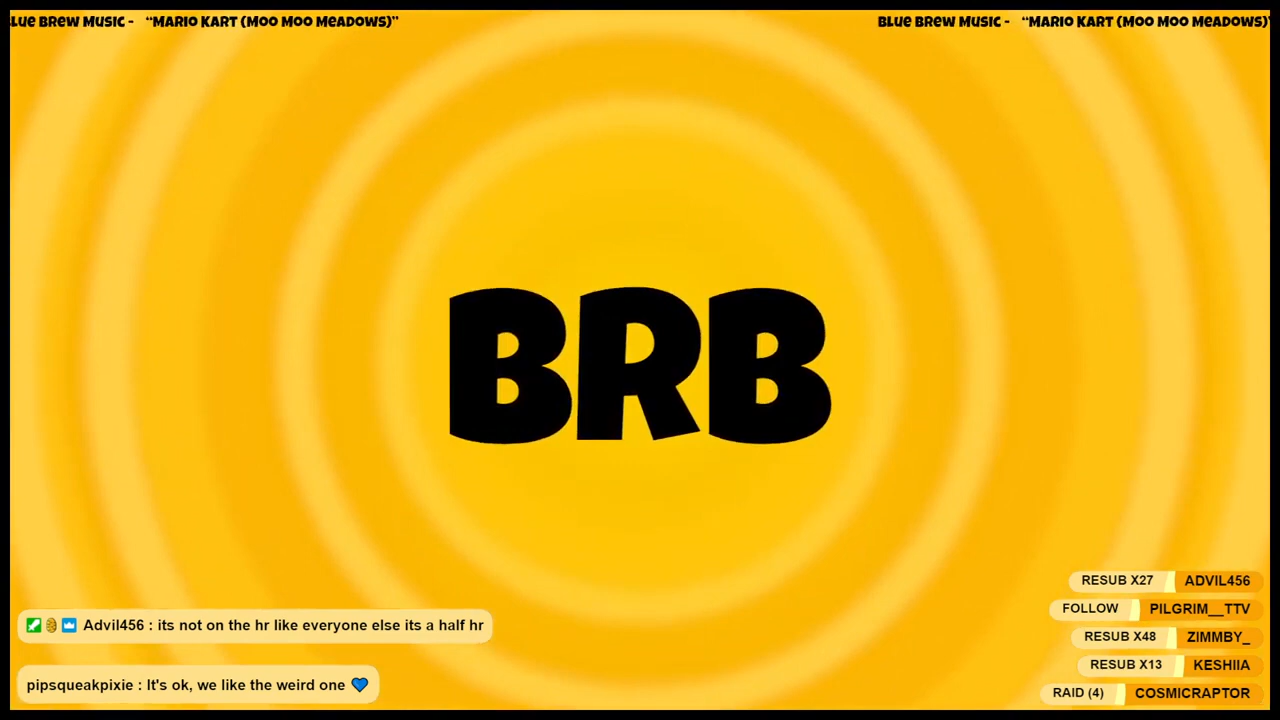 LUE BREW MUSIC - “MARIO KART (MOO MOO MEADOWS)”
BLUE BREW MUSIC - “MARIO KART (MOO MOO MEADOWS)”
BRB
RESUB X27 ADVIL456
FOLLOW PILGRIM__TTV
Advil456 : its not on the hr like everyone else its a half hr
RESUB X48 ZIMMBY_
RESUB X13 KESHIIA
pipsqueakpixie : It's ok, we like the weird one 💙
RAID (4) COSMICRAPTOR